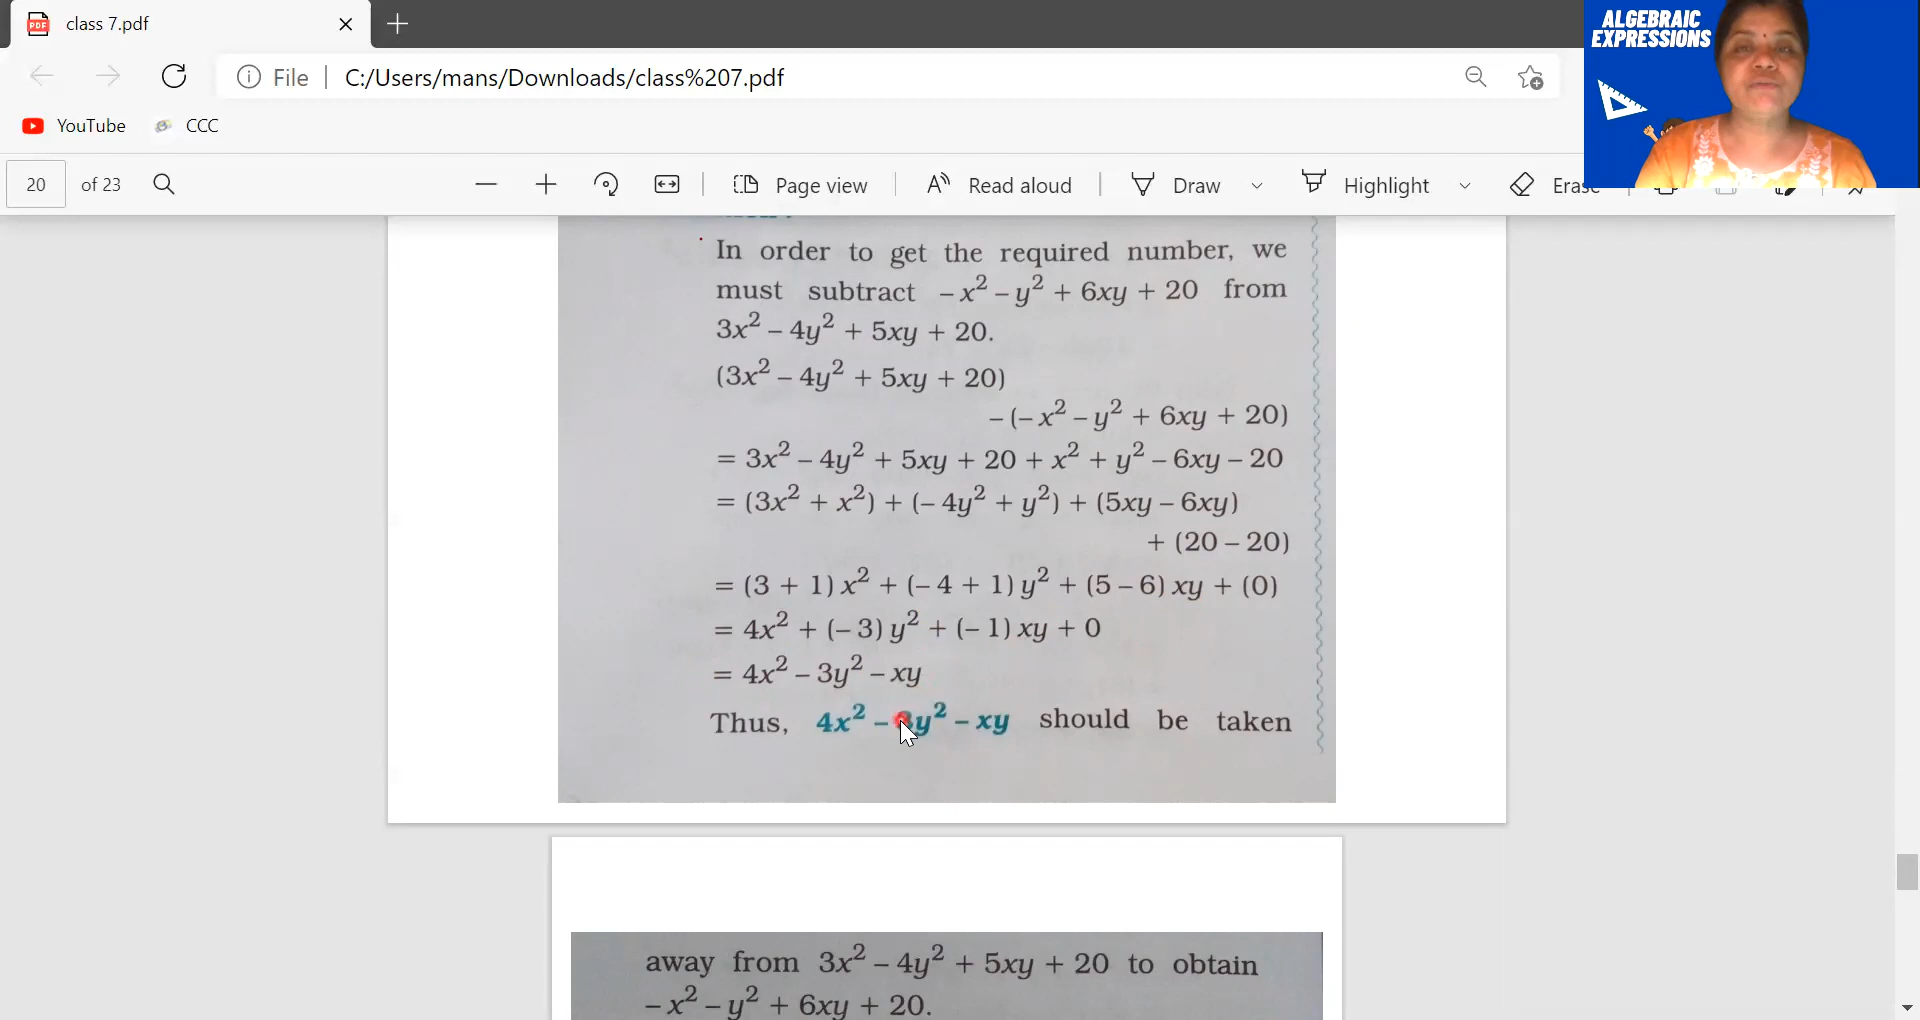 class 7.pdf
File | C:/Users/mans/Downloads/class%207.pdf
YouTube CCC
20 of 23 Page view Read aloud Draw Highlight Erase
ALGEBRAIC
EXPRESSIONS
In order to get the required number, we
must subtract – x² – y² + 6xy + 20 from
3x² – 4y² + 5xy + 20.
(3x² – 4y² + 5xy + 20)
– (– x² – y² + 6xy + 20)
= 3x² – 4y² + 5xy + 20 + x² + y² – 6xy – 20
= (3x² + x²) + (– 4y² + y²) + (5xy – 6xy)
+ (20 – 20)
= (3 + 1) x² + (– 4 + 1) y² + (5 – 6) xy + (0)
= 4x² + (– 3) y² + (– 1) xy + 0
= 4x² – 3y² – xy
Thus, 4x² – 3y² – xy should be taken
away from 3x² – 4y² + 5xy + 20 to obtain
– x² – y² + 6xy + 20.